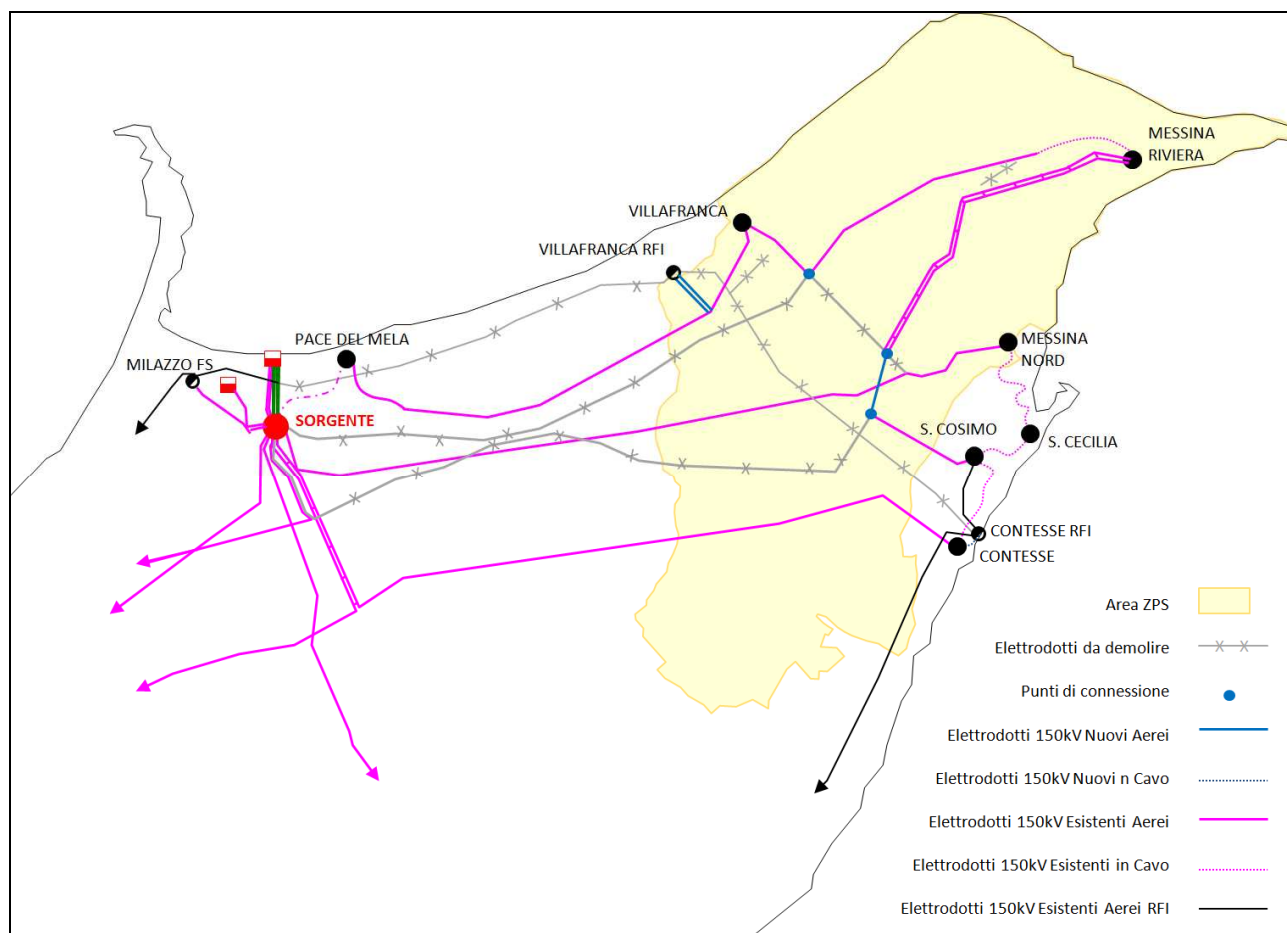 MESSINA
RIVIERA
VILLAFRANCA
VILLAFRANCA RFI
MESSINA
NORD
PACE DEL MELA
MILAZZO FS
SORGENTE
S. COSIMO
S. CECILIA
CONTESSE RFI
CONTESSE
Area ZPS
Elettrodotti da demolire
Punti di connessione
Elettrodotti 150kV Nuovi Aerei
Elettrodotti 150kV Nuovi n Cavo
Elettrodotti 150kV Esistenti Aerei
Elettrodotti 150kV Esistenti in Cavo
Elettrodotti 150kV Esistenti Aerei RFI